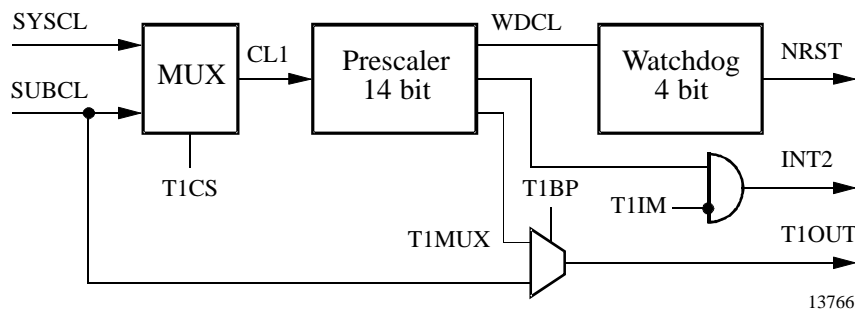 SYSCL
SUBCL
MUX
CL1
T1CS
Prescaler
14 bit
WDCL
Watchdog
4 bit
NRST
INT2
T1IM
T1BP
T1MUX
T1OUT
13766